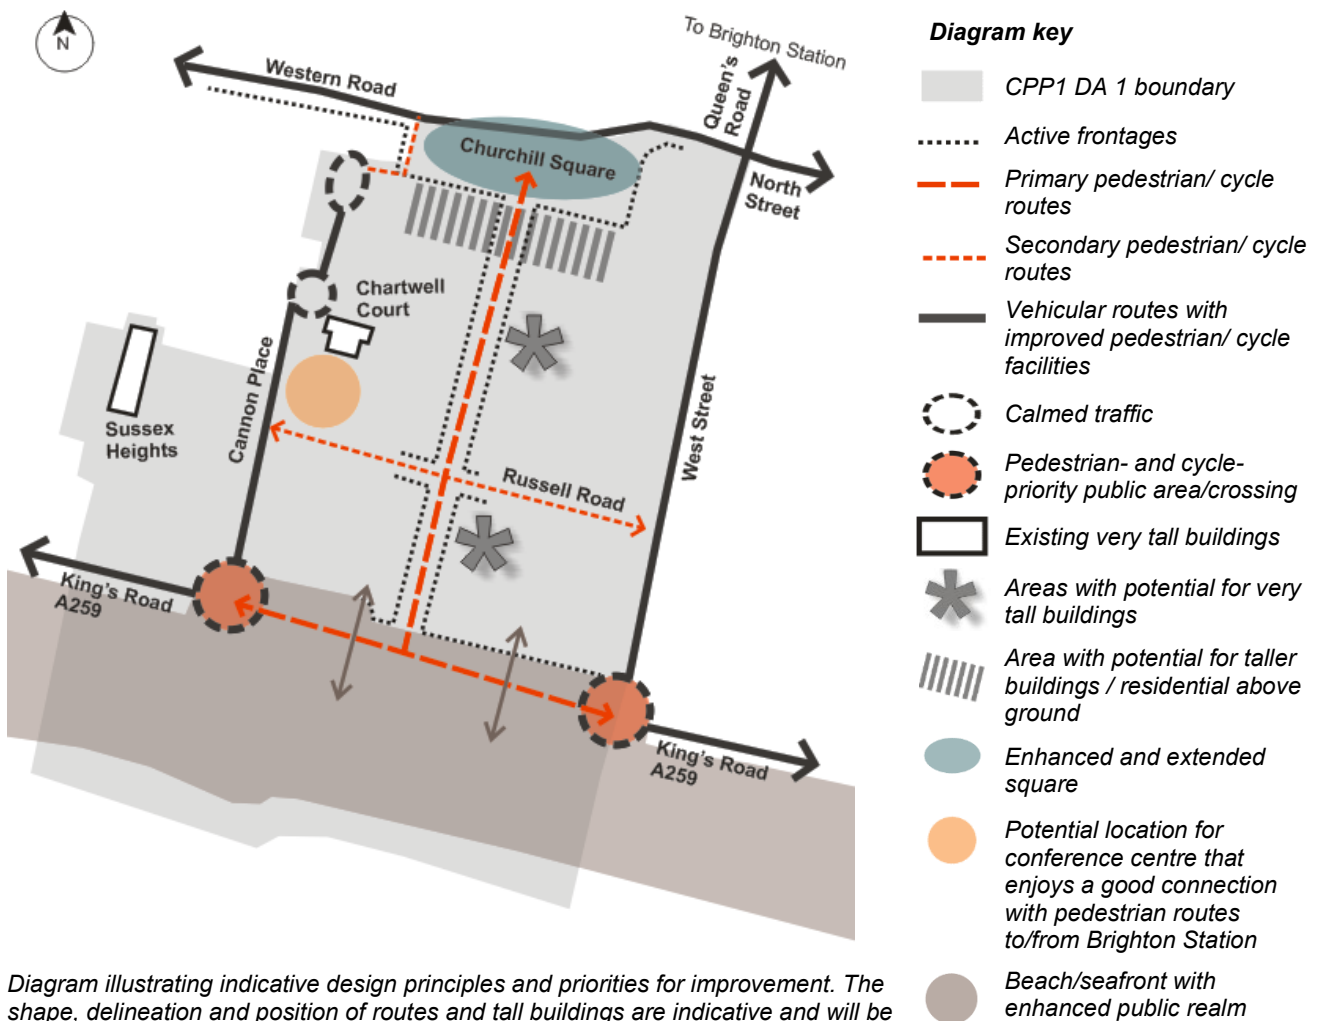 N
To Brighton Station
Queen's
Road
Western Road
Churchill Square
North
Street
Chartwell
Court
Cannon Place
Sussex
Heights
West Street
Russell Road
King's Road
A259
King's Road
A259
Diagram key
CPP1 DA 1 boundary
Active frontages
Primary pedestrian/ cycle
routes
Secondary pedestrian/ cycle
routes
Vehicular routes with
improved pedestrian/ cycle
facilities
Calmed traffic
Pedestrian- and cycle-
priority public area/crossing
Existing very tall buildings
Areas with potential for very
tall buildings
Area with potential for taller
buildings / residential above
ground
Enhanced and extended
square
Potential location for
conference centre that
enjoys a good connection
with pedestrian routes
to/from Brighton Station
Beach/seafront with
enhanced public realm
Diagram illustrating indicative design principles and priorities for improvement. The
shape, delineation and position of routes and tall buildings are indicative and will be